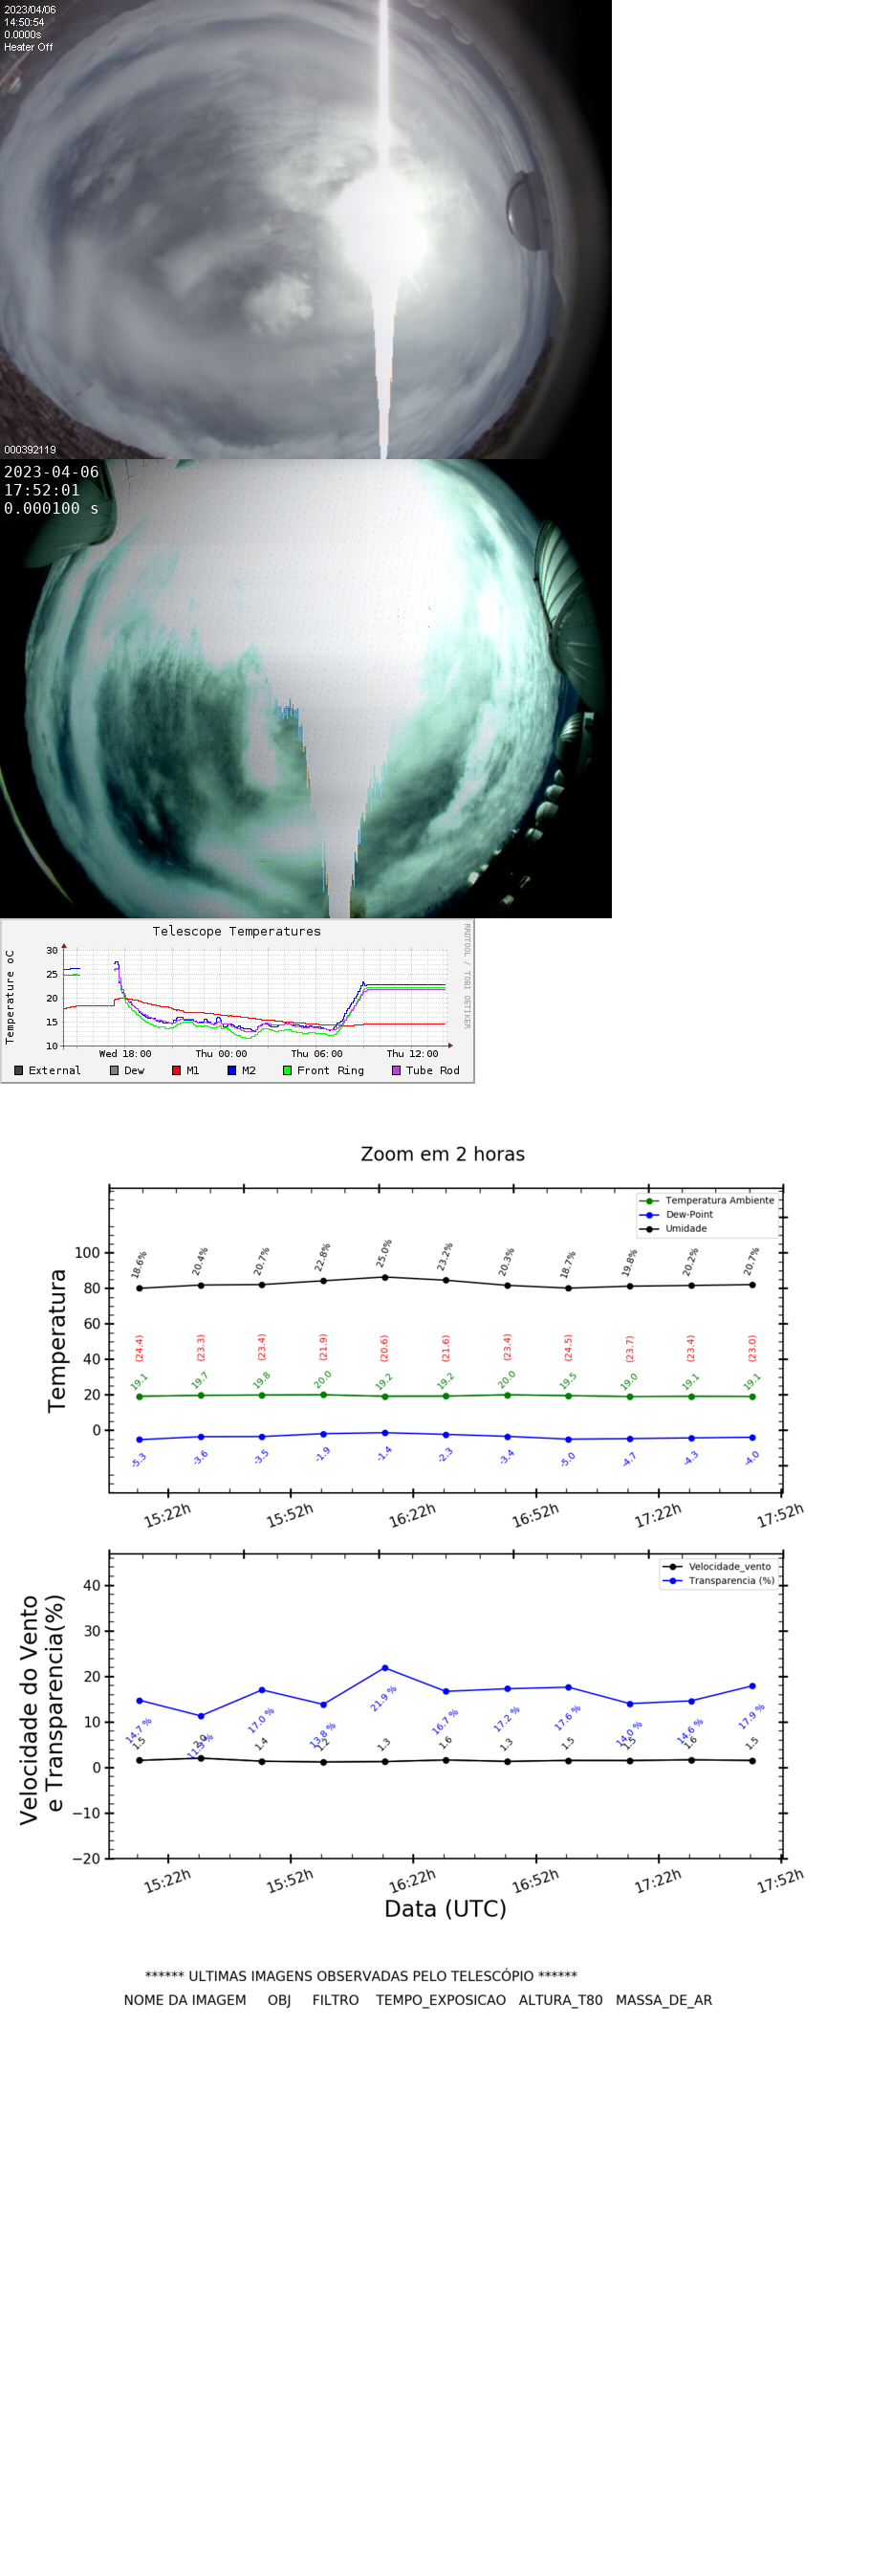 2023/04/06
14:50:54
0.0000s
Heater Off
000392119
2023-04-06
17:52:01
0.000100 s
Telescope Temperatures
RRDTOOL / TOBI OETIKER
Temperature oC
30
25
20
15
10
Wed 18:00 Thu 00:00 Thu 06:00 Thu 12:00
External Dew M1 M2 Front Ring Tube Rod
Zoom em 2 horas
Temperatura Ambiente
Dew-Point
Umidade
Temperatura
100
80
60
40
20
0
18.6% 20.4% 20.7% 22.8% 25.0% 23.2% 20.3% 18.7% 19.8% 20.2% 20.7%
(24.4) (23.3) (23.4) (21.9) (20.6) (21.6) (23.4) (24.5) (23.7) (23.4) (23.0)
19.1 19.7 19.8 20.0 19.2 19.2 20.0 19.5 19.0 19.1 19.1
-5.3 -3.6 -3.5 -1.9 -1.4 -2.3 -3.4 -5.0 -4.7 -4.3 -4.0
15:22h 15:52h 16:22h 16:52h 17:22h 17:52h
Velocidade_vento
Transparencia (%)
Velocidade do Vento
e Transparencia(%)
40
30
20
10
0
−10
−20
14.7 % 17.0 % 13.8 % 21.9 % 16.7 % 17.2 % 17.6 % 14.0 % 14.6 % 17.9 %
1.5 2.0 1.4 1.2 1.3 1.6 1.3 1.5 1.5 1.6 1.5
15:22h 15:52h 16:22h 16:52h 17:22h 17:52h
Data (UTC)
****** ULTIMAS IMAGENS OBSERVADAS PELO TELESCÓPIO ******
NOME DA IMAGEM OBJ FILTRO TEMPO_EXPOSICAO ALTURA_T80 MASSA_DE_AR